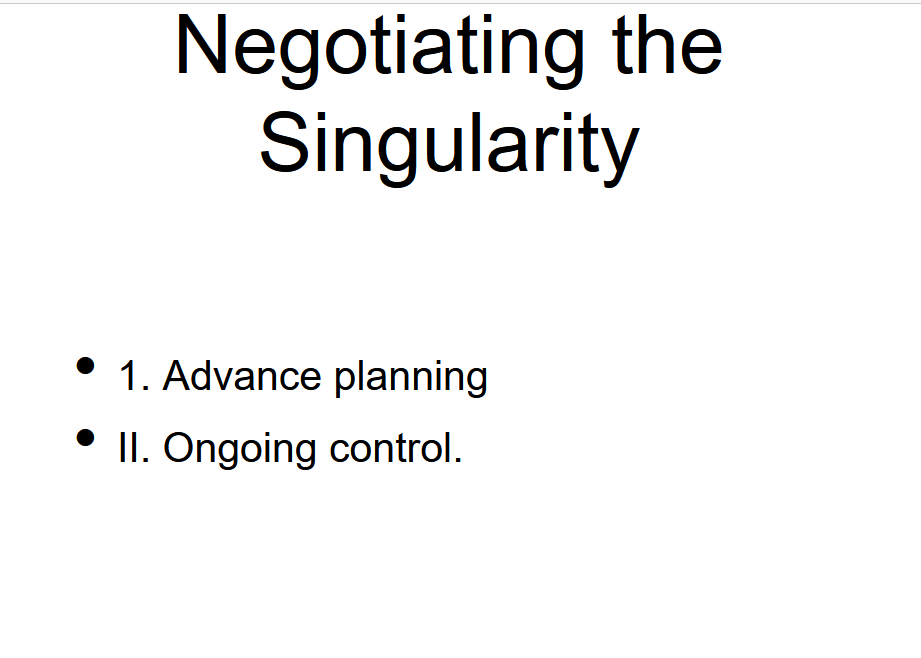 Negotiating the
Singularity
• 1. Advance planning
• II. Ongoing control.